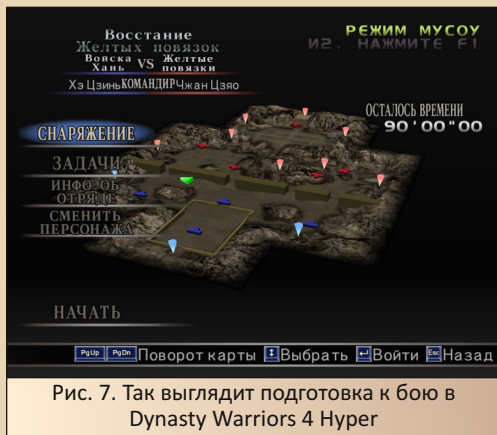 Восстание
Желтых повязок
Войска
Хань
VS
Желтые
повязки
Хэ Цзинь КОМАНДИР Чжан Цзяо
РЕЖИМ МУСОУ
И2. НАЖМИТЕ F1
ОСТАЛОСЬ ВРЕМЕНИ
90'00"00
СНАРЯЖЕНИЕ
ЗАДАЧИ
ИНФО ОБ
ОТРЯДЕ
СМЕНИТЬ
ПЕРСОНАЖА
НАЧАТЬ
PgUp PgDn Поворот карты Выбрать Войти Esc Назад
Рис. 7. Так выглядит подготовка к бою в
Dynasty Warriors 4 Hyper